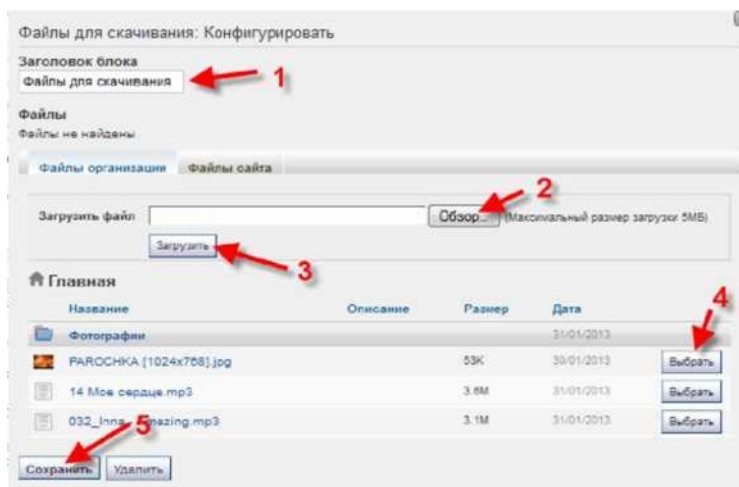 Файлы для скачивания: Конфигурировать
Заголовок блока
Файлы для скачивания
1
Файлы
Файлы не найдены
Файлы организации Файлы сайта
2
Загрузить файл Обзор... (Максимальный размер загрузки 5МБ)
Загрузить
3
Главная
4
Название Описание Размер Дата
Фотографии 31/01/2013
PAROCHKA [1024x768].jpg 53K 30/01/2013 Выбрать
14 Мое сердце.mp3 3.6M 31/01/2013 Выбрать
032_Inna mazing.mp3 3.1M 31/01/2013 Выбрать
5
Сохранить Удалить